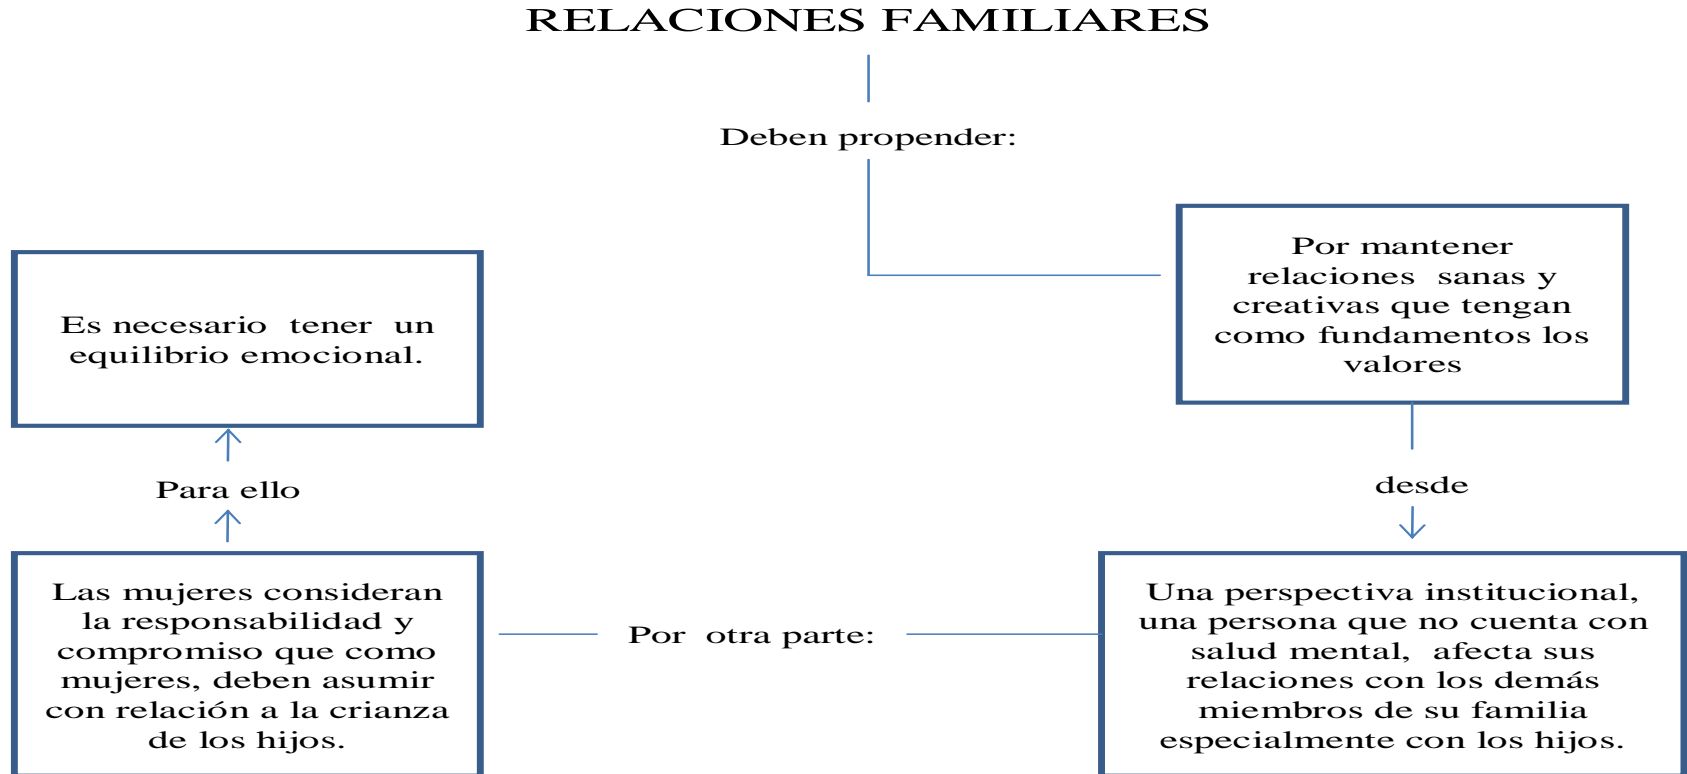 RELACIONES FAMILIARES
Deben propender:
Por mantener
relaciones sanas y
creativas que tengan
como fundamentos los
valores
desde
Una perspectiva institucional,
una persona que no cuenta con
salud mental, afecta sus
relaciones con los demás
miembros de su familia
especialmente con los hijos.
Por otra parte:
Las mujeres consideran
la responsabilidad y
compromiso que como
mujeres, deben asumir
con relación a la crianza
de los hijos.
Para ello
Es necesario tener un
equilibrio emocional.